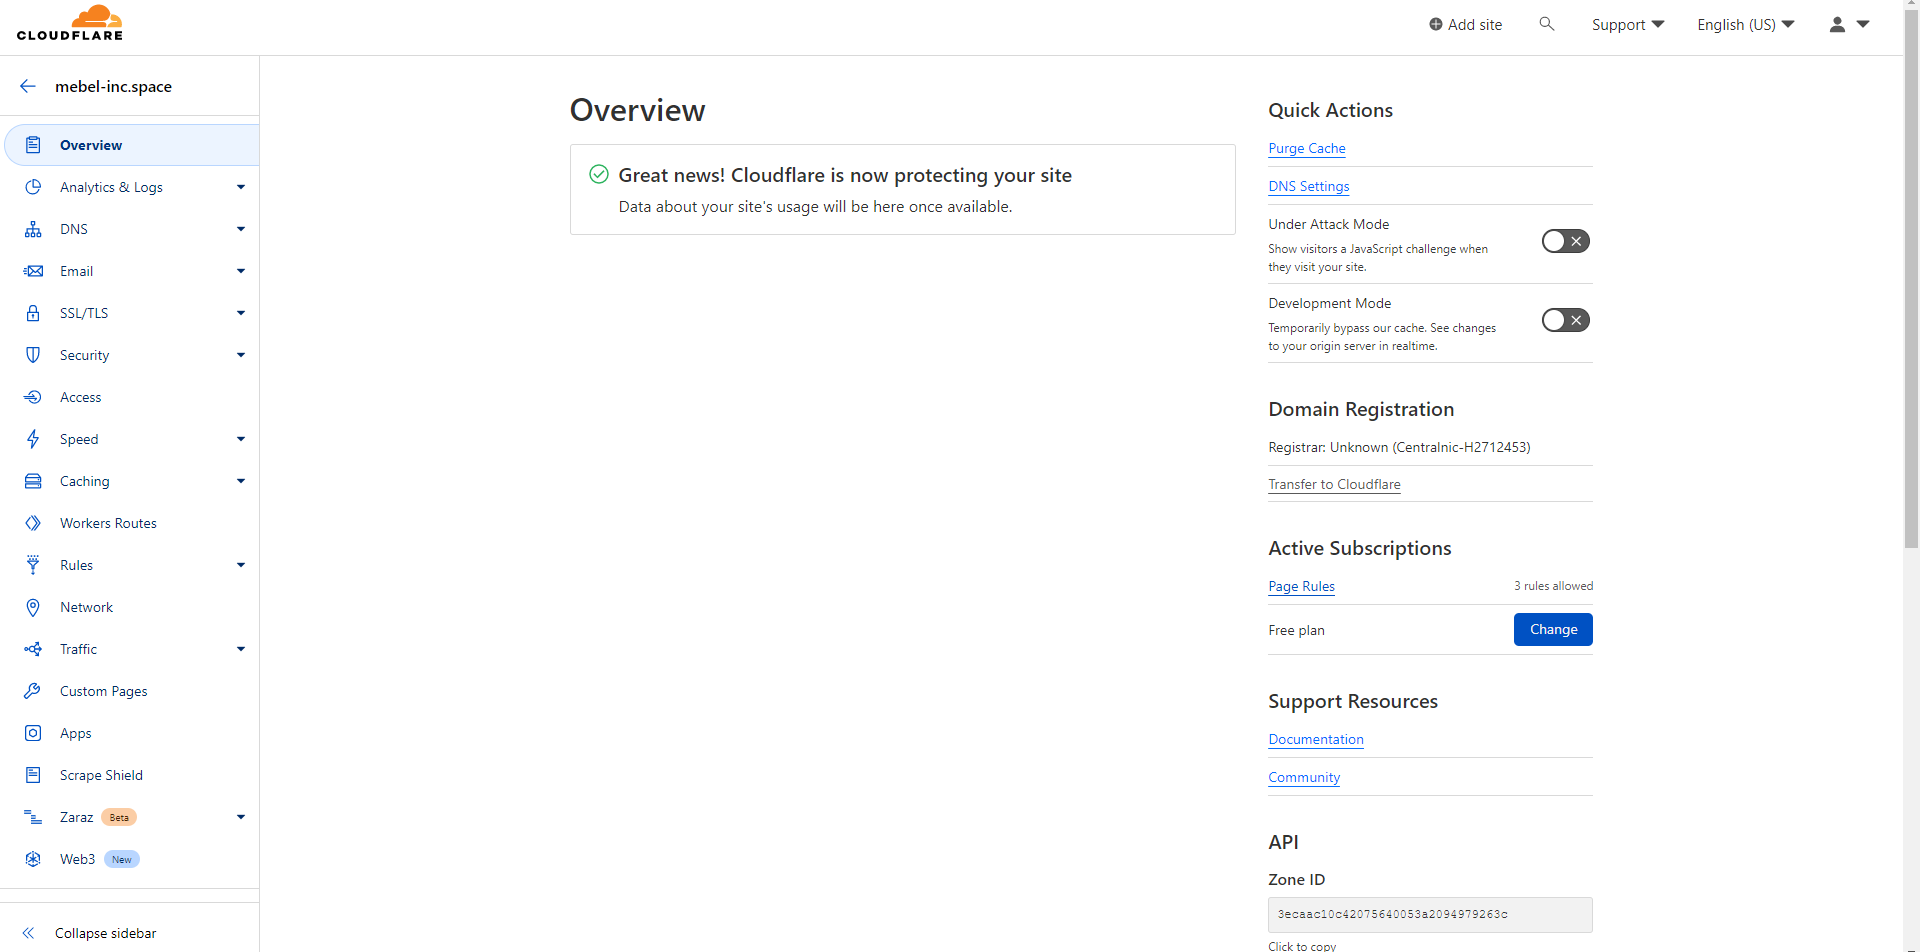 CLOUDFLARE
Add site
Support
English (US)
mebel-inc.space
Overview
Analytics & Logs
DNS
Email
SSL/TLS
Security
Access
Speed
Caching
Workers Routes
Rules
Network
Traffic
Custom Pages
Apps
Scrape Shield
Zaraz Beta
Web3 New
Collapse sidebar
Overview
Great news! Cloudflare is now protecting your site
Data about your site's usage will be here once available.
Quick Actions
Purge Cache
DNS Settings
Under Attack Mode
Show visitors a JavaScript challenge when
they visit your site.
Development Mode
Temporarily bypass our cache. See changes
to your origin server in realtime.
Domain Registration
Registrar: Unknown (Centralnic-H2712453)
Transfer to Cloudflare
Active Subscriptions
Page Rules 3 rules allowed
Free plan Change
Support Resources
Documentation
Community
API
Zone ID
3ecaac10c42075640053a2094979263c
Click to copy